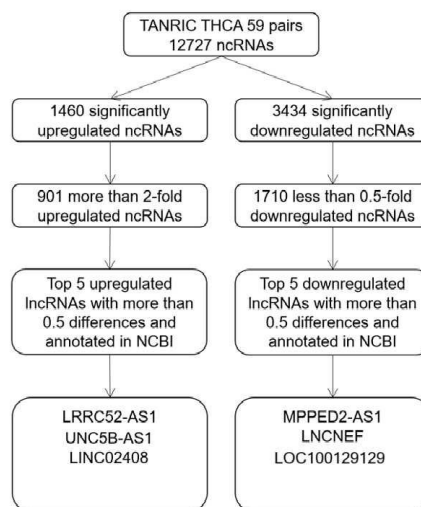 TANRIC THCA 59 pairs
12727 ncRNAs
1460 significantly
upregulated ncRNAs
3434 significantly
downregulated ncRNAs
901 more than 2-fold
upregulated ncRNAs
1710 less than 0.5-fold
downregulated ncRNAs
Top 5 upregulated
lncRNAs with more than
0.5 differences and
annotated in NCBI
Top 5 downregulated
lncRNAs with more than
0.5 differences and
annotated in NCBI
LRRC52-AS1
UNC5B-AS1
LINC02408
MPPED2-AS1
LNCNEF
LOC100129129